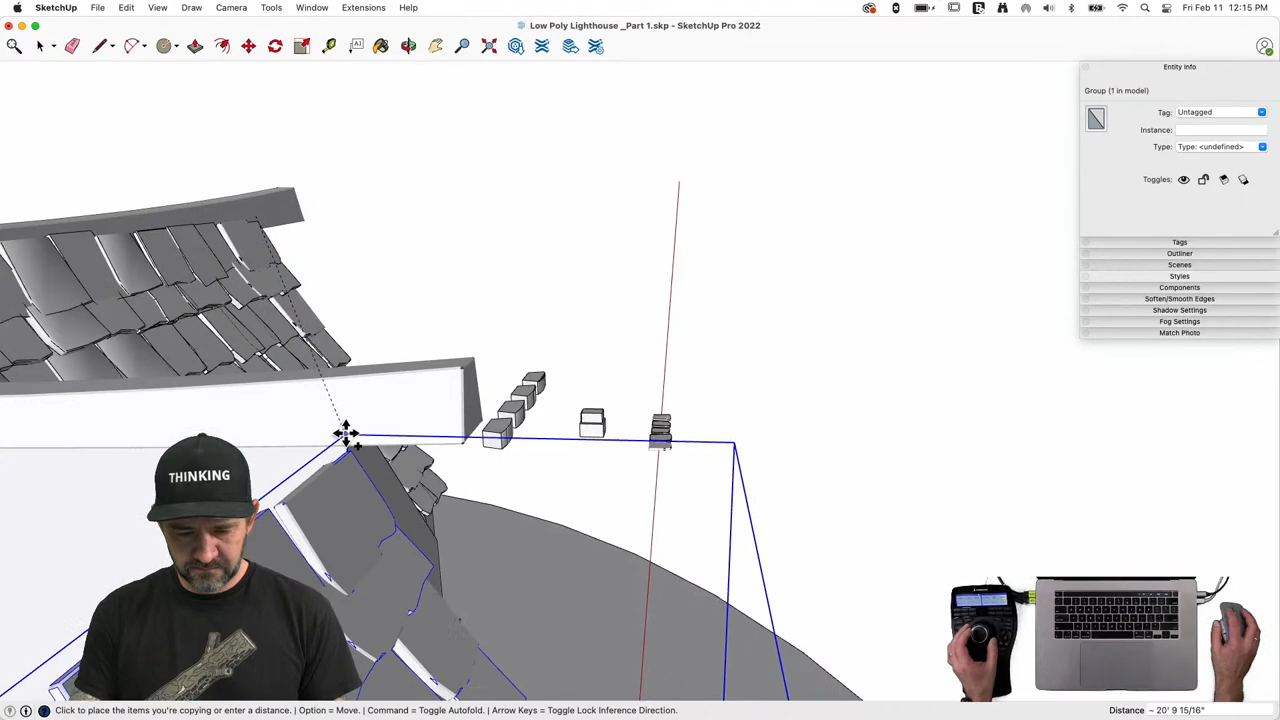 SketchUp File Edit View Draw Camera Tools Window Extensions Help Fri Feb 11 12:15 PM
Low Poly Lighthouse _Part 1.skp - SketchUp Pro 2022
Entity Info
Group (1 in model)
Tag: Untagged
Instance:
Type: Type: <undefined>
Toggles:
Tags
Outliner
Scenes
Styles
Components
Soften/Smooth Edges
Shadow Settings
Fog Settings
Match Photo
THINKING
Click to place the items you're copying or enter a distance. | Option = Move. | Command = Toggle Autofold. | Arrow Keys = Toggle Lock Inference Direction. Distance ~ 20' 9 15/16"